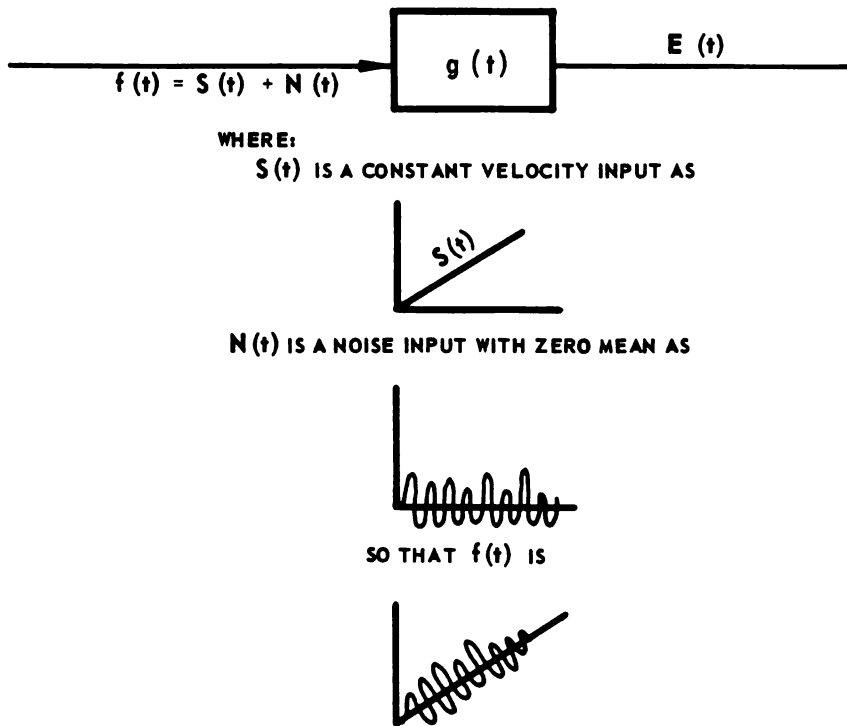 g (t)
E (t)
f (t) = S (t) + N (t)
WHERE:
S (t) IS A CONSTANT VELOCITY INPUT AS
S(t)
N (t) IS A NOISE INPUT WITH ZERO MEAN AS
SO THAT f (t) IS